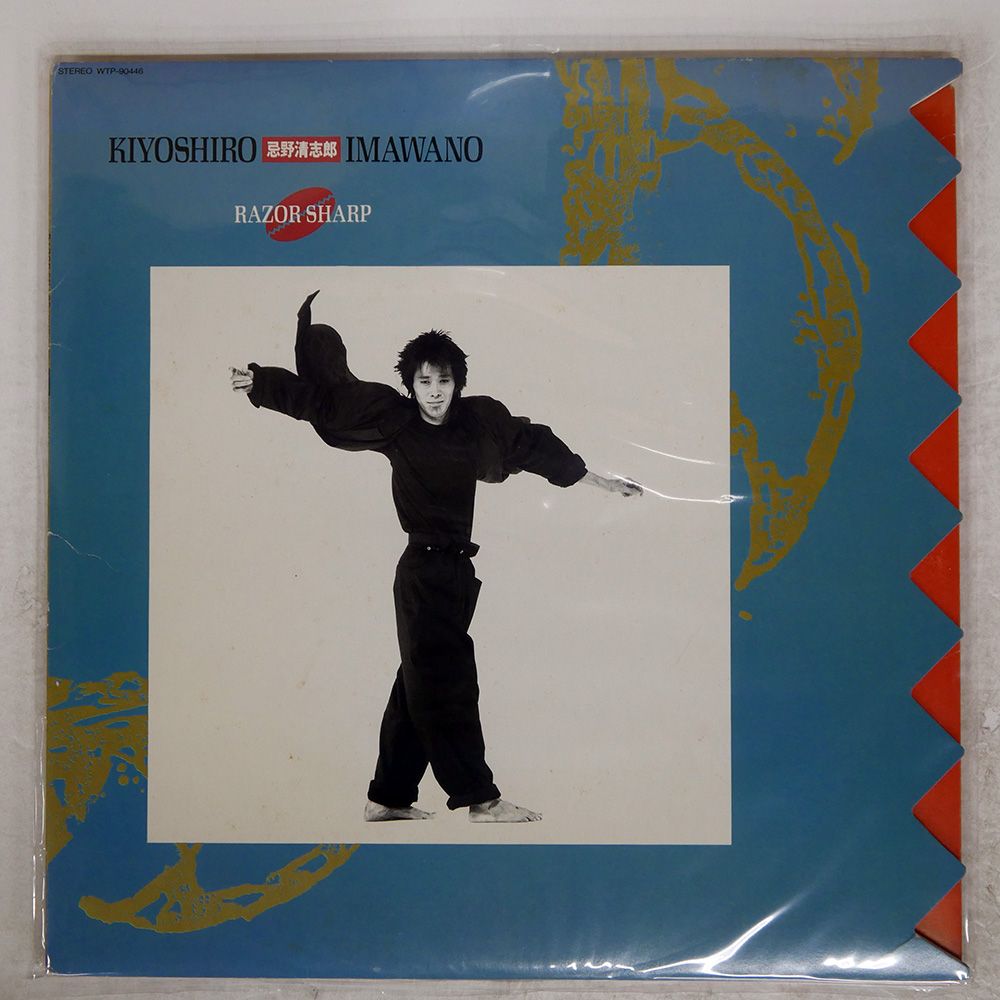 STEREO WTP-90446
KIYOSHIRO 忌野清志郎 IMAWANO
RAZOR SHARP